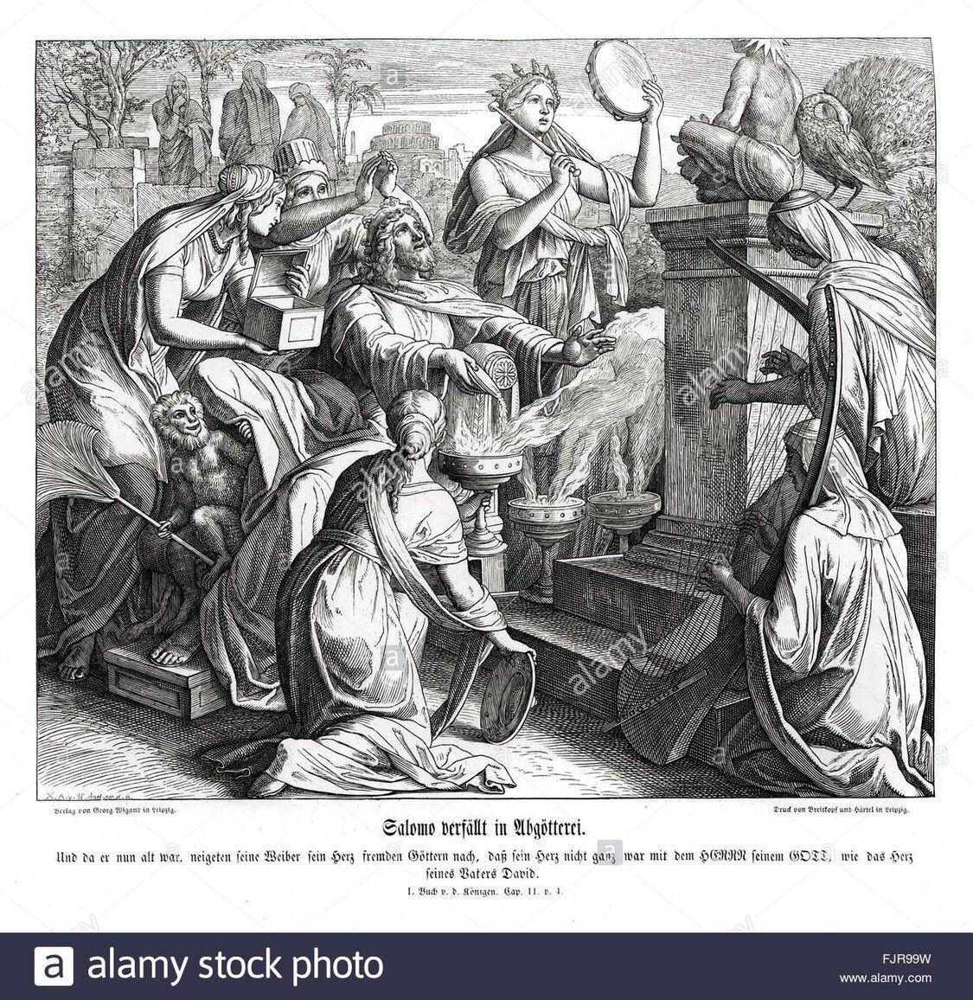 X. A. v. W.
Verlag von Georg Wigand in Leipzig.
Druck von Breitkopf und Härtel in Leipzig.
Salomo verfällt in Abgötterei.
Und da er nun alt war, neigeten seine Weiber sein Herz fremden Göttern nach, daß sein Herz nicht ganz war mit dem HERRN seinem GOTT, wie das Herz
seines Vaters David.
I. Buch v. d. Königen. Cap. 11. v. 4.
a alamy stock photo
FJR99W
www.alamy.com